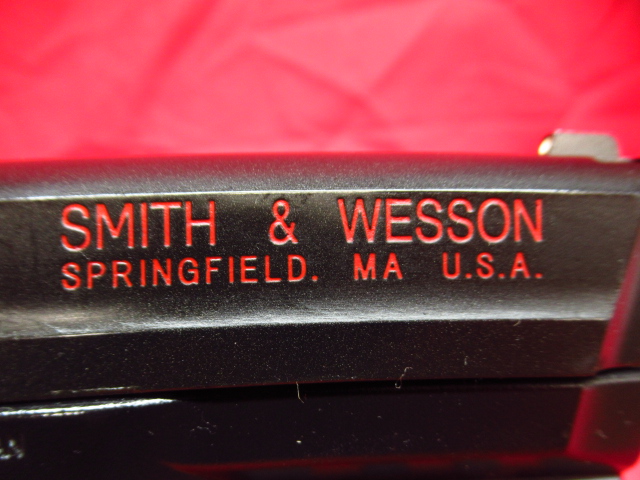 SMITH & WESSON
SPRINGFIELD. MA U.S.A.